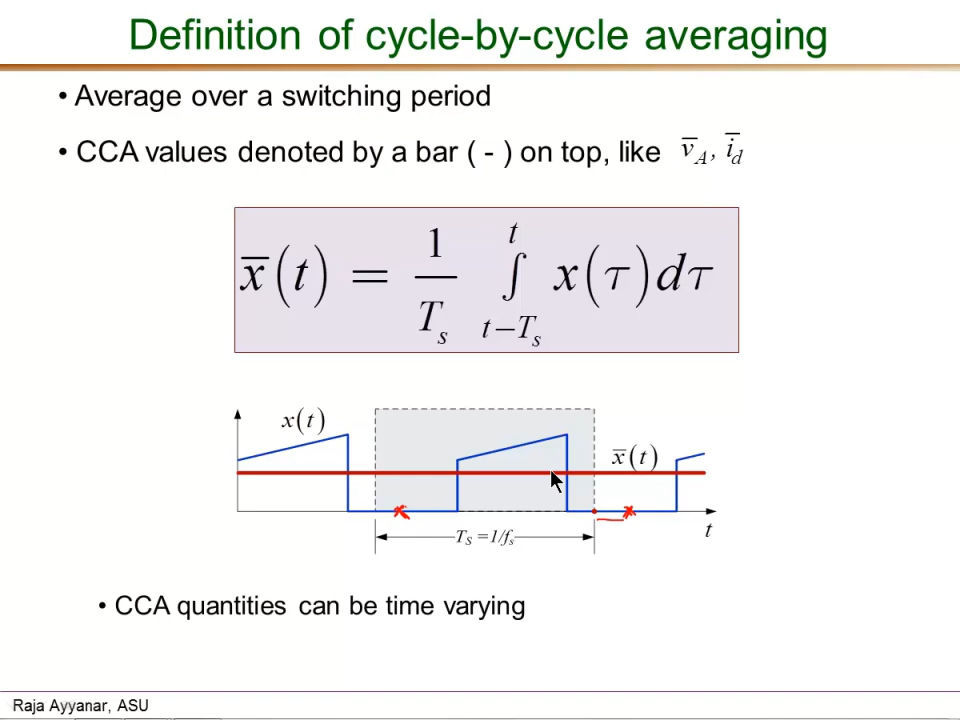 Definition of cycle-by-cycle averaging
• Average over a switching period
• CCA values denoted by a bar ( - ) on top, like v̅_A, i̅_d
x̅(t) = 1/T_s ∫_{t−T_s}^{t} x(τ)dτ
x(t)
x̅(t)
T_S =1/f_s
t
• CCA quantities can be time varying
Raja Ayyanar, ASU